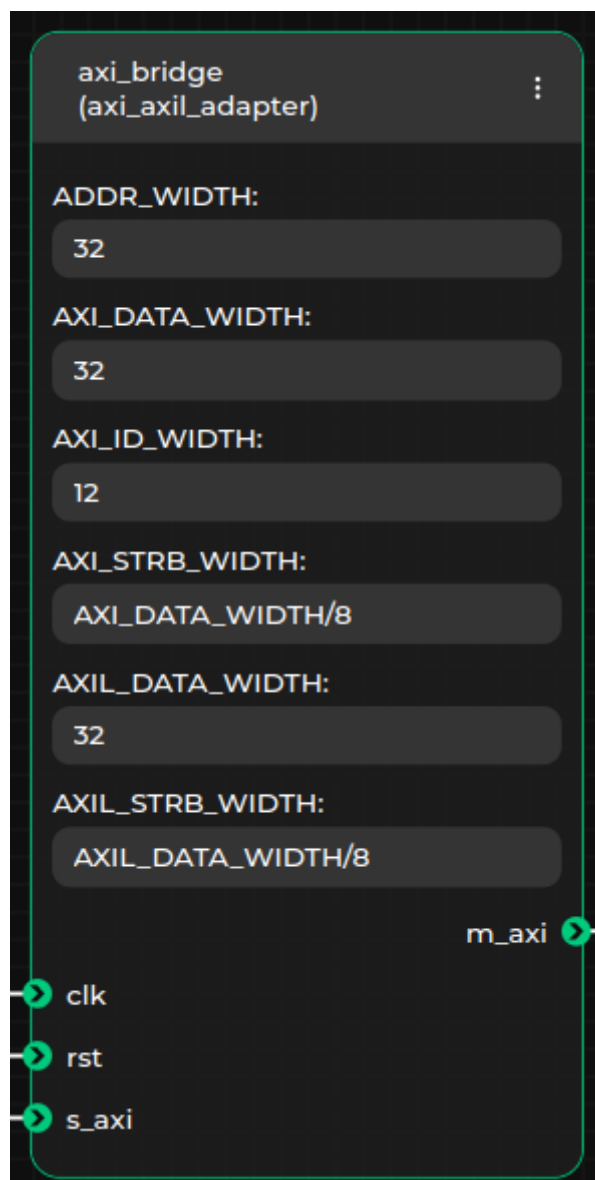 axi_bridge
(axi_axil_adapter)
ADDR_WIDTH:
32
AXI_DATA_WIDTH:
32
AXI_ID_WIDTH:
12
AXI_STRB_WIDTH:
AXI_DATA_WIDTH/8
AXIL_DATA_WIDTH:
32
AXIL_STRB_WIDTH:
AXIL_DATA_WIDTH/8
m_axi
clk
rst
s_axi